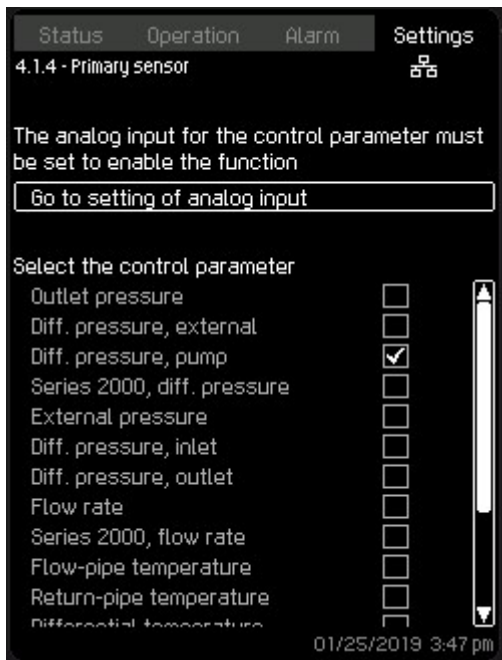 Status Operation Alarm Settings
4.1.4 - Primary sensor
The analog input for the control parameter must
be set to enable the function
Go to setting of analog input
Select the control parameter
Outlet pressure
Diff. pressure, external
Diff. pressure, pump
Series 2000, diff. pressure
External pressure
Diff. pressure, inlet
Diff. pressure, outlet
Flow rate
Series 2000, flow rate
Flow-pipe temperature
Return-pipe temperature
Differential temperature
01/25/2019 3:47 pm